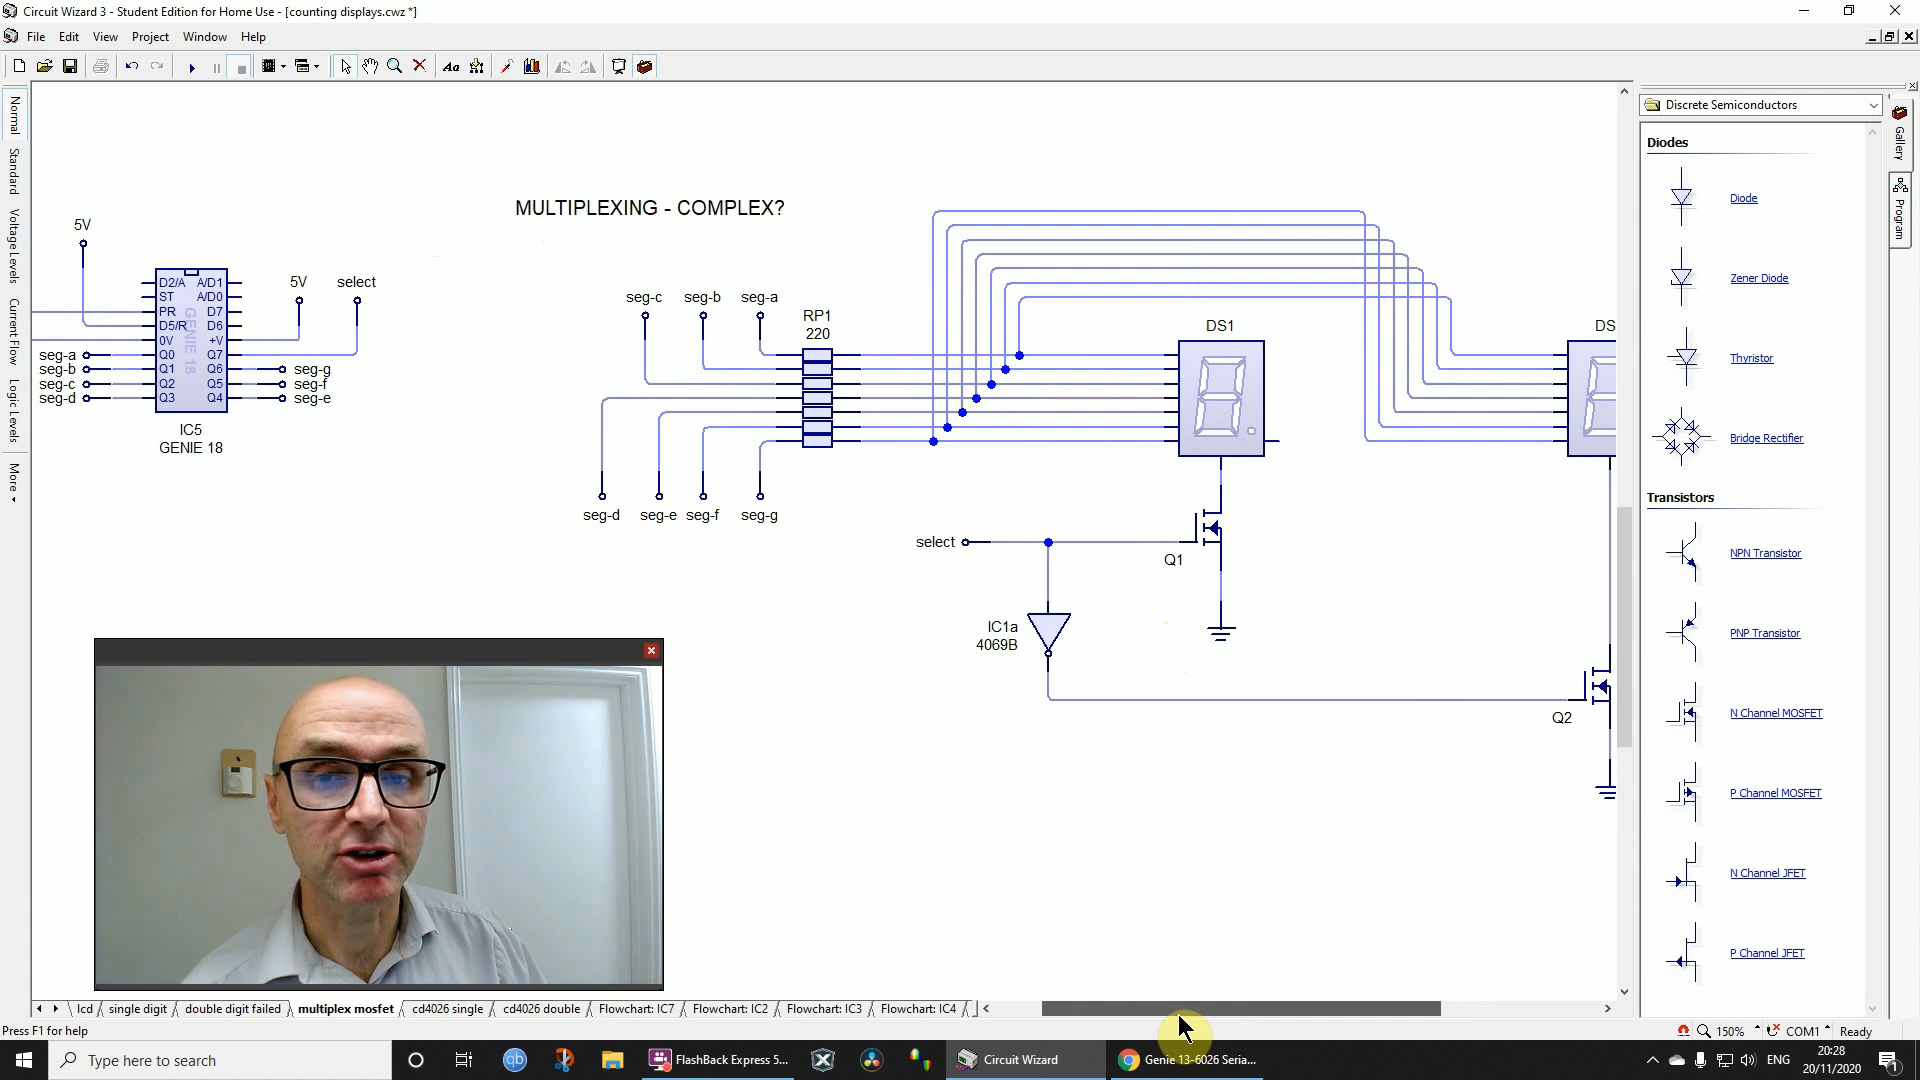 Circuit Wizard 3 - Student Edition for Home Use - [counting displays.cwz *]
File Edit View Project Window Help
Aa
Normal
Standard
Voltage Levels
Current Flow
Logic Levels
More
MULTIPLEXING - COMPLEX?
5V
D2/A A/D1
ST A/D0
PR D7
D5/R D6
0V +V
Q0 Q7
Q1 Q6
Q2 Q5
Q3 Q4
GENIE 18
seg-a
seg-b
seg-c
seg-d
5V
select
seg-g
seg-f
seg-e
IC5
GENIE 18
seg-c seg-b seg-a
RP1
220
seg-d seg-e seg-f seg-g
DS1
DS
select
Q1
IC1a
4069B
Q2
Discrete Semiconductors
Gallery
Program
Diodes
Diode
Zener Diode
Thyristor
Bridge Rectifier
Transistors
NPN Transistor
PNP Transistor
N Channel MOSFET
P Channel MOSFET
N Channel JFET
P Channel JFET
lcd single digit double digit failed multiplex mosfet cd4026 single cd4026 double Flowchart: IC7 Flowchart: IC2 Flowchart: IC3 Flowchart: IC4
Press F1 for help
150% COM1 Ready
Type here to search
qb
FlashBack Express 5...
Circuit Wizard
Genie 13-6026 Seria...
ENG
20:28
20/11/2020
1